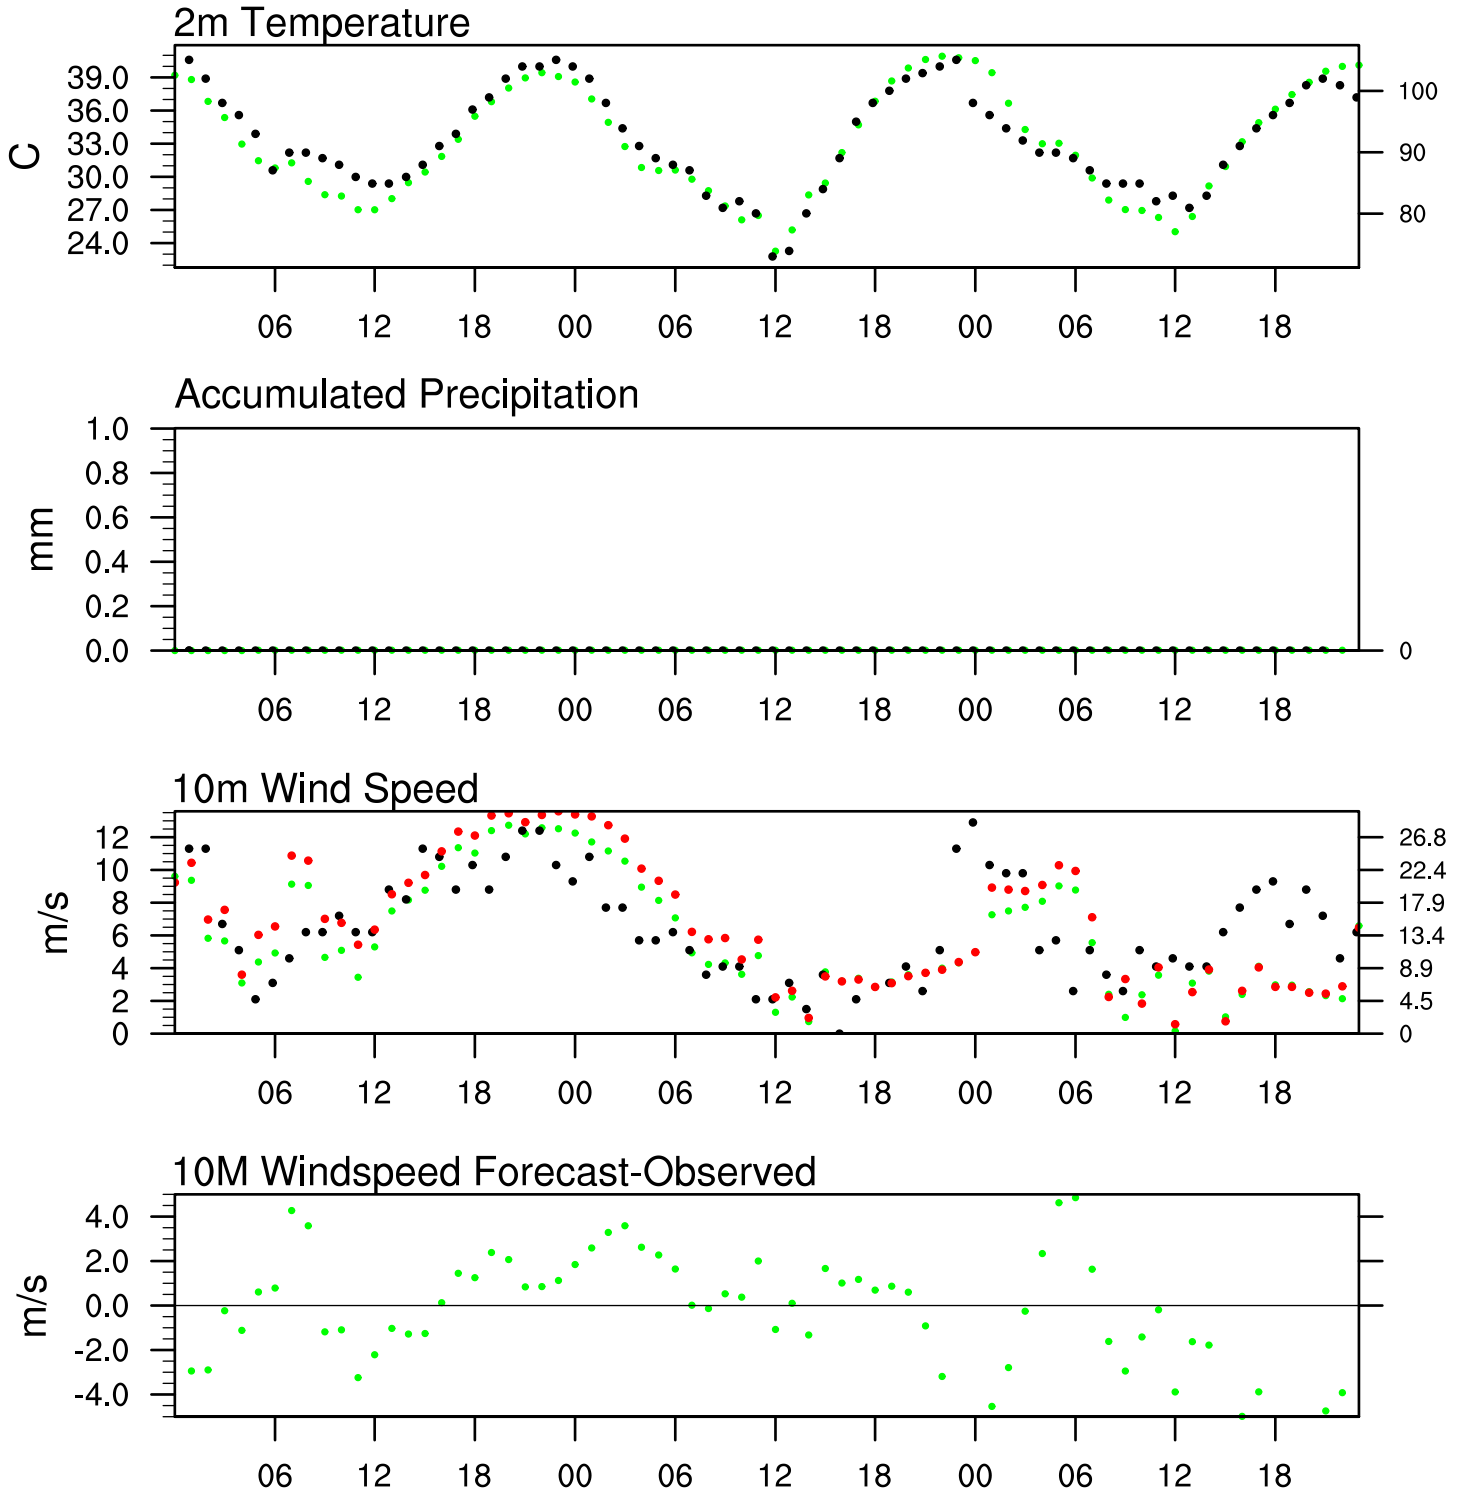 2m Temperature
39.0
36.0
33.0
30.0
27.0
24.0
C
100
90
80
06 12 18 00 06 12 18 00 06 12 18
Accumulated Precipitation
1.0
0.8
0.6
0.4
0.2
0.0
mm
0
06 12 18 00 06 12 18 00 06 12 18
10m Wind Speed
12
10
8
6
4
2
0
m/s
26.8
22.4
17.9
13.4
8.9
4.5
0
06 12 18 00 06 12 18 00 06 12 18
10M Windspeed Forecast-Observed
4.0
2.0
0.0
-2.0
-4.0
m/s
06 12 18 00 06 12 18 00 06 12 18